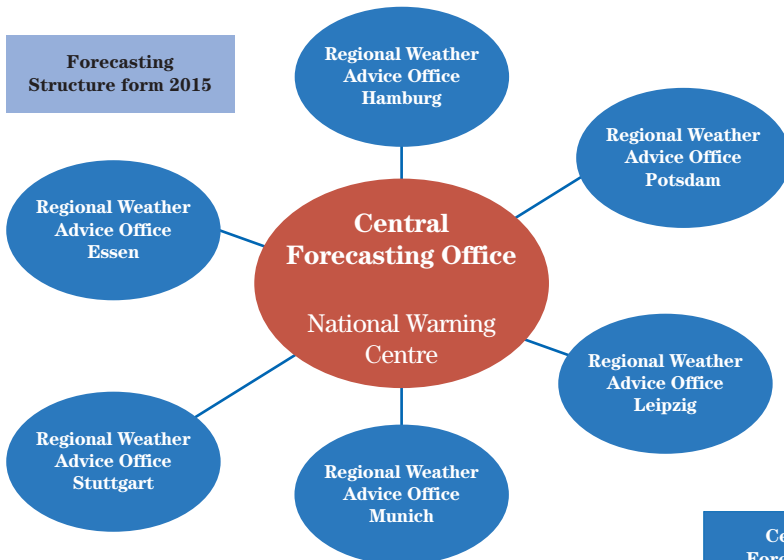 Forecasting
Structure form 2015
Regional Weather
Advice Office
Hamburg
Regional Weather
Advice Office
Potsdam
Regional Weather
Advice Office
Essen
Central
Forecasting Office
National Warning
Centre
Regional Weather
Advice Office
Leipzig
Regional Weather
Advice Office
Stuttgart
Regional Weather
Advice Office
Munich